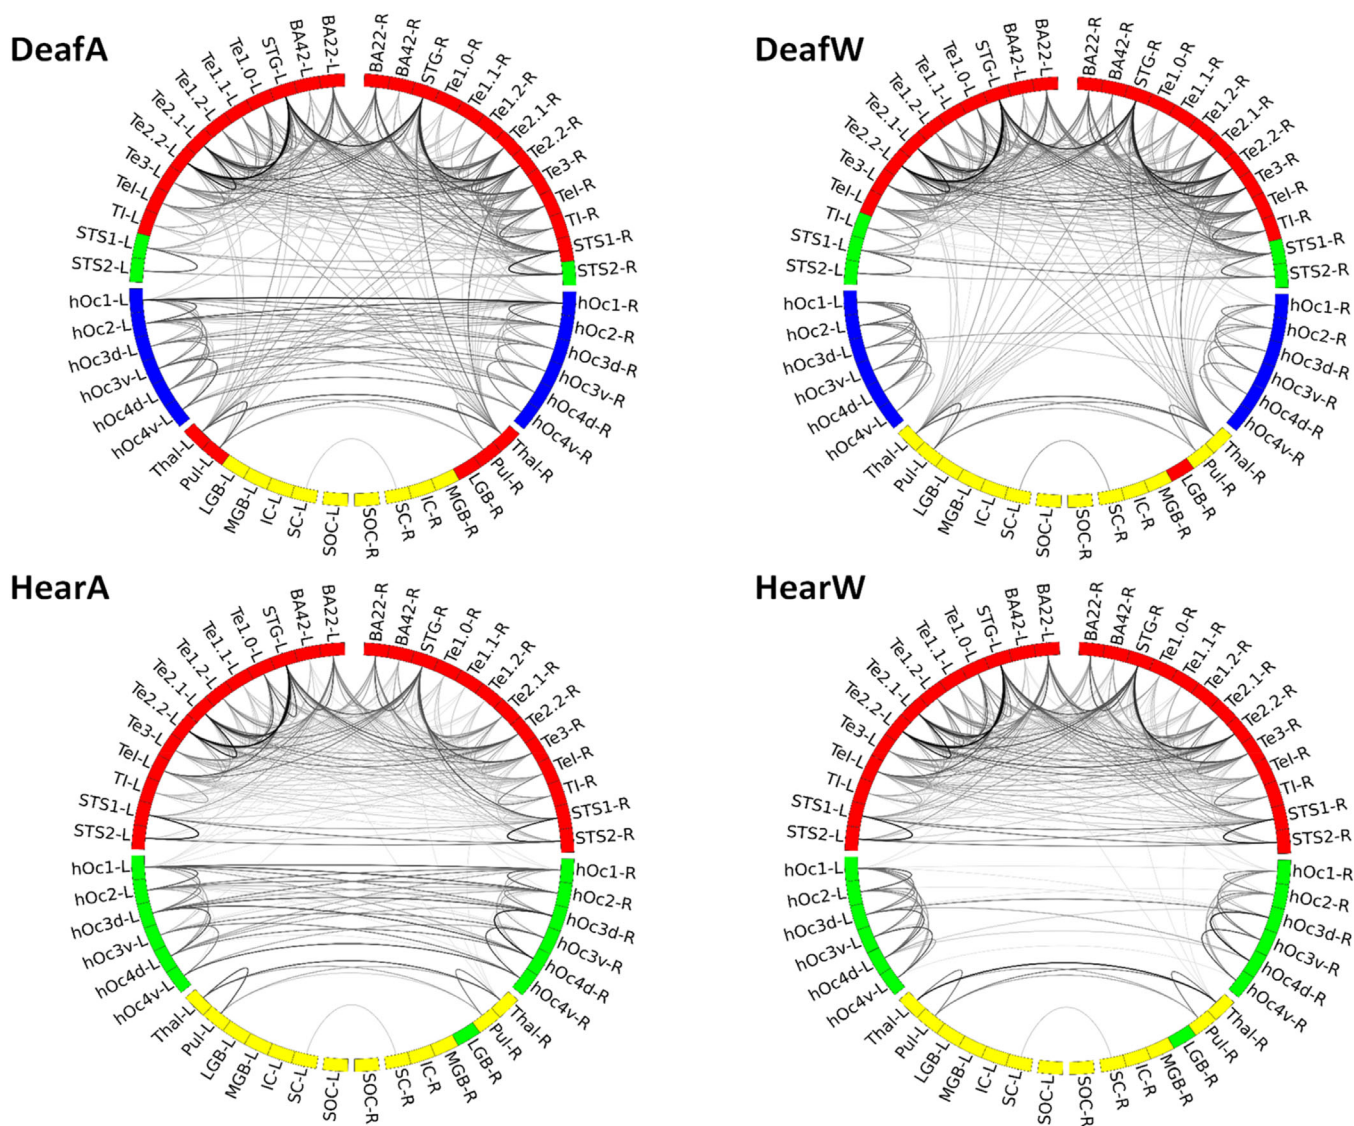 DeafA
BA22-L
BA42-L
STG-L
Te1.0-L
Te1.1-L
Te1.2-L
Te2.1-L
Te2.2-L
Te3-L
TeI-L
TI-L
STS1-L
STS2-L
hOc1-L
hOc2-L
hOc3d-L
hOc3v-L
hOc4d-L
hOc4v-L
Thal-L
Pul-L
LGB-L
MGB-L
IC-L
SC-L
SOC-L
BA22-R
BA42-R
STG-R
Te1.0-R
Te1.1-R
Te1.2-R
Te2.1-R
Te2.2-R
Te3-R
TeI-R
TI-R
STS1-R
STS2-R
hOc1-R
hOc2-R
hOc3d-R
hOc3v-R
hOc4d-R
hOc4v-R
Thal-R
Pul-R
LGB-R
MGB-R
IC-R
SC-R
SOC-R
DeafW
BA22-L
BA42-L
STG-L
Te1.0-L
Te1.1-L
Te1.2-L
Te2.1-L
Te2.2-L
Te3-L
TeI-L
TI-L
STS1-L
STS2-L
hOc1-L
hOc2-L
hOc3d-L
hOc3v-L
hOc4d-L
hOc4v-L
Thal-L
Pul-L
LGB-L
MGB-L
IC-L
SC-L
SOC-L
BA22-R
BA42-R
STG-R
Te1.0-R
Te1.1-R
Te1.2-R
Te2.1-R
Te2.2-R
Te3-R
TeI-R
TI-R
STS1-R
STS2-R
hOc1-R
hOc2-R
hOc3d-R
hOc3v-R
hOc4d-R
hOc4v-R
Thal-R
Pul-R
LGB-R
MGB-R
IC-R
SC-R
SOC-R
HearA
BA22-L
BA42-L
STG-L
Te1.0-L
Te1.1-L
Te1.2-L
Te2.1-L
Te2.2-L
Te3-L
TeI-L
TI-L
STS1-L
STS2-L
hOc1-L
hOc2-L
hOc3d-L
hOc3v-L
hOc4d-L
hOc4v-L
Thal-L
Pul-L
LGB-L
MGB-L
IC-L
SC-L
SOC-L
BA22-R
BA42-R
STG-R
Te1.0-R
Te1.1-R
Te1.2-R
Te2.1-R
Te2.2-R
Te3-R
TeI-R
TI-R
STS1-R
STS2-R
hOc1-R
hOc2-R
hOc3d-R
hOc3v-R
hOc4d-R
hOc4v-R
Thal-R
Pul-R
LGB-R
MGB-R
IC-R
SC-R
SOC-R
HearW
BA22-L
BA42-L
STG-L
Te1.0-L
Te1.1-L
Te1.2-L
Te2.1-L
Te2.2-L
Te3-L
TeI-L
TI-L
STS1-L
STS2-L
hOc1-L
hOc2-L
hOc3d-L
hOc3v-L
hOc4d-L
hOc4v-L
Thal-L
Pul-L
LGB-L
MGB-L
IC-L
SC-L
SOC-L
BA22-R
BA42-R
STG-R
Te1.0-R
Te1.1-R
Te1.2-R
Te2.1-R
Te2.2-R
Te3-R
TeI-R
TI-R
STS1-R
STS2-R
hOc1-R
hOc2-R
hOc3d-R
hOc3v-R
hOc4d-R
hOc4v-R
Thal-R
Pul-R
LGB-R
MGB-R
IC-R
SC-R
SOC-R